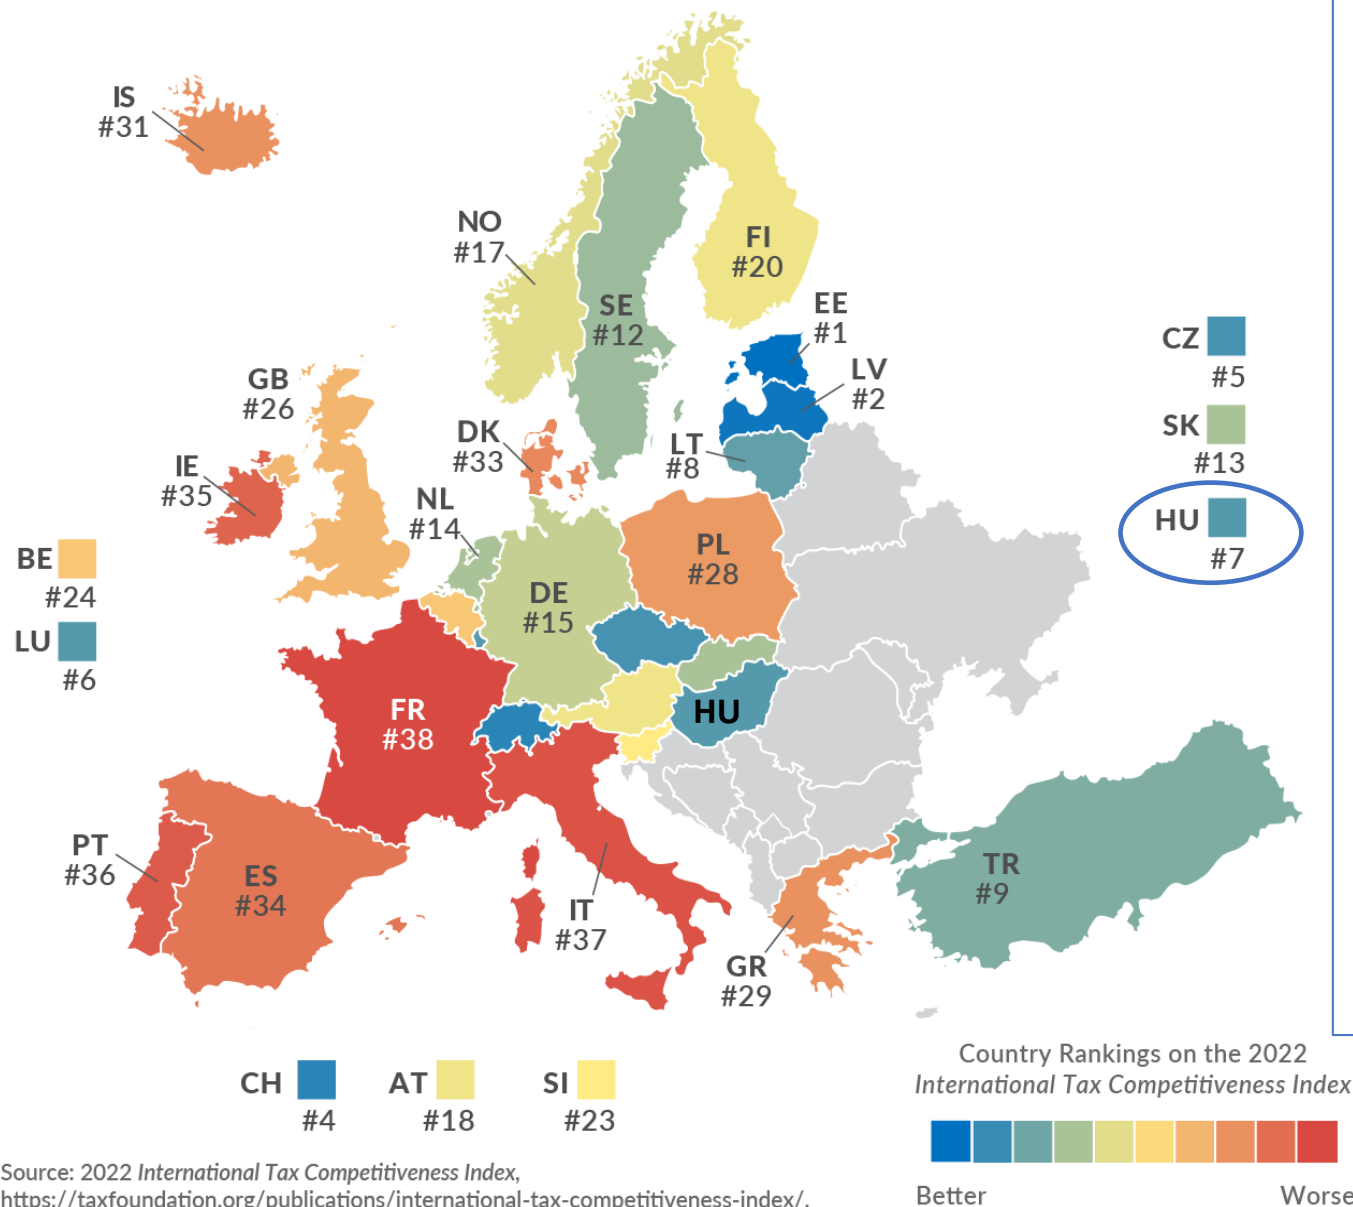 IS
#31
NO
#17
FI
#20
SE
#12
EE
#1
LV
#2
LT
#8
CZ
#5
SK
#13
HU
#7
GB
#26
DK
#33
IE
#35
NL
#14
BE
#24
LU
#6
PL
#28
DE
#15
HU
FR
#38
PT
#36
ES
#34
IT
#37
GR
#29
TR
#9
CH
#4
AT
#18
SI
#23
Country Rankings on the 2022
International Tax Competitiveness Index
Better
Worse
Source: 2022 International Tax Competitiveness Index,
https://taxfoundation.org/publications/international-tax-competitiveness-index/.